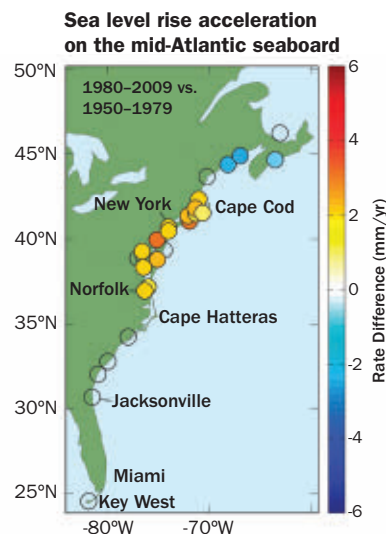 Sea level rise acceleration
on the mid-Atlantic seaboard
50°N
1980–2009 vs.
1950–1979
45°N
New York
Cape Cod
40°N
Norfolk
Cape Hatteras
35°N
Jacksonville
30°N
Miami
25°N
Key West
-80°W
-70°W
6
4
2
0
-2
-4
-6
Rate Difference (mm/yr)